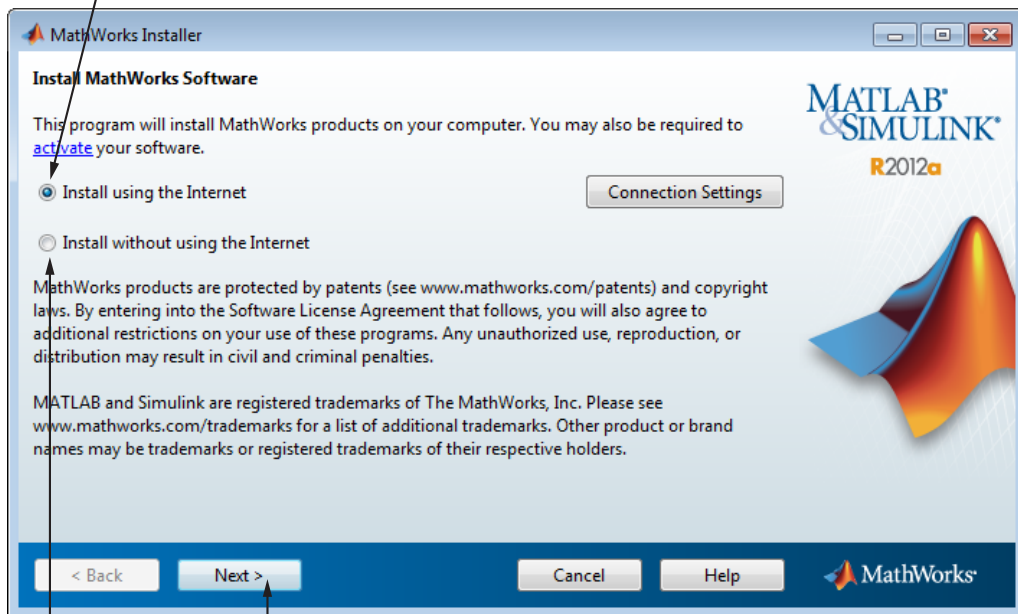 MathWorks Installer
Install MathWorks Software
This program will install MathWorks products on your computer. You may also be required to
activate your software.
Install using the Internet
Connection Settings
Install without using the Internet
MathWorks products are protected by patents (see www.mathworks.com/patents) and copyright
laws. By entering into the Software License Agreement that follows, you will also agree to
additional restrictions on your use of these programs. Any unauthorized use, reproduction, or
distribution may result in civil and criminal penalties.
MATLAB and Simulink are registered trademarks of The MathWorks, Inc. Please see
www.mathworks.com/trademarks for a list of additional trademarks. Other product or brand
names may be trademarks or registered trademarks of their respective holders.
MATLAB®
&SIMULINK®
R2012a
< Back
Next >
Cancel
Help
MathWorks®